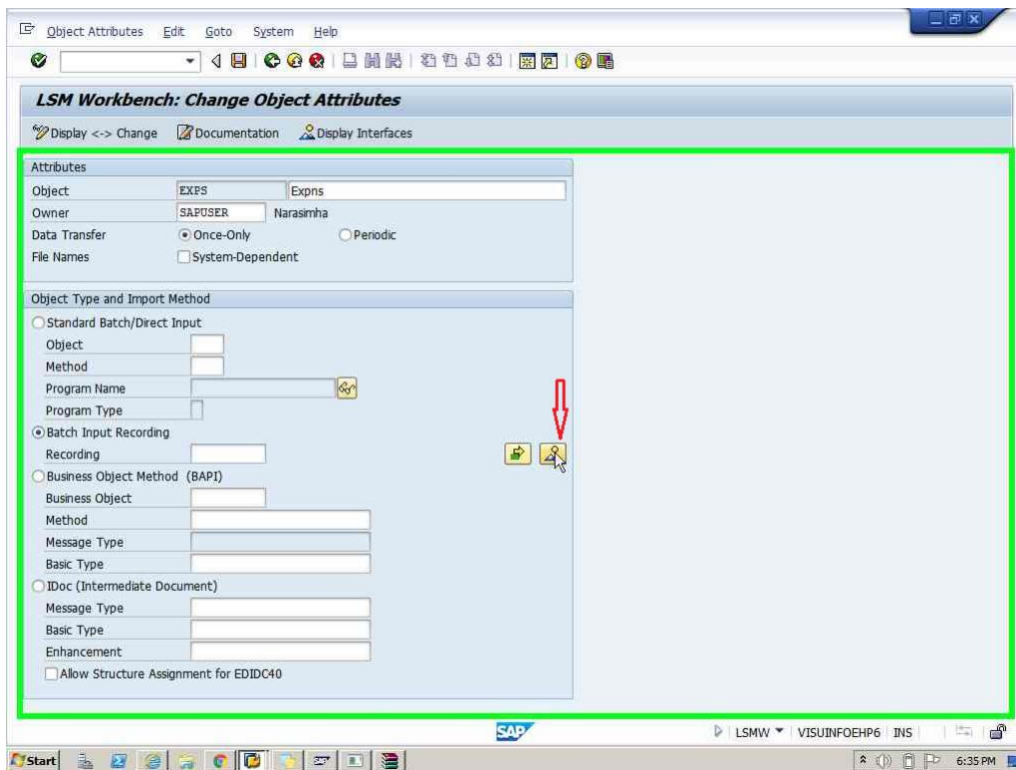 Object Attributes Edit Goto System Help
LSM Workbench: Change Object Attributes
Display <-> Change Documentation Display Interfaces
Attributes
Object EXPS Expns
Owner SAPUSER Narasimha
Data Transfer Once-Only Periodic
File Names System-Dependent
Object Type and Import Method
Standard Batch/Direct Input
Object
Method
Program Name
Program Type
Batch Input Recording
Recording
Business Object Method (BAPI)
Business Object
Method
Message Type
Basic Type
IDoc (Intermediate Document)
Message Type
Basic Type
Enhancement
Allow Structure Assignment for EDIDC40
SAP LSMW VISUINFOEHP6 INS
Start 6:35 PM